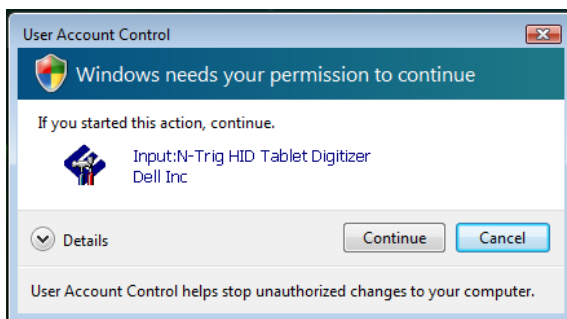 User Account Control
Windows needs your permission to continue
If you started this action, continue.
Input:N-Trig HID Tablet Digitizer
Dell Inc
Details
Continue
Cancel
User Account Control helps stop unauthorized changes to your computer.